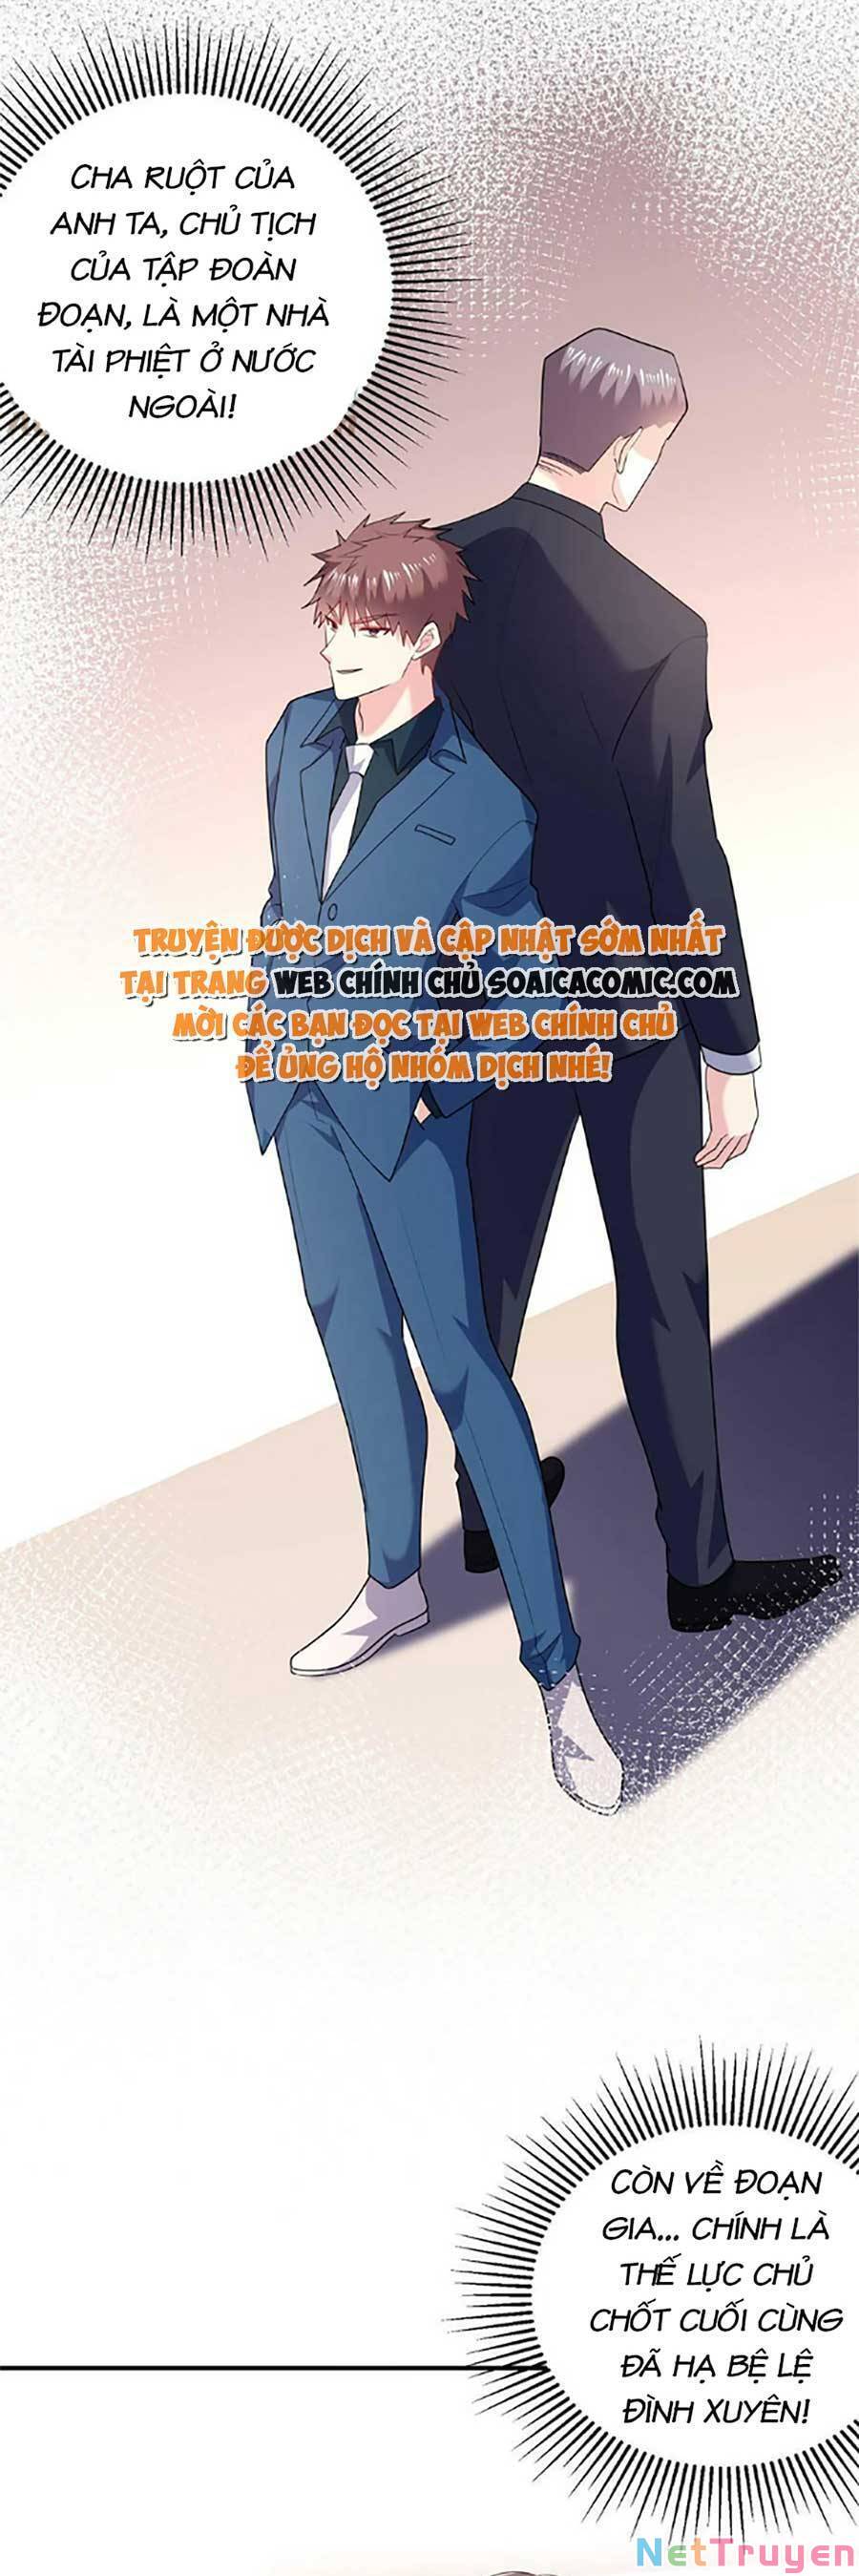 CHA RUỘT CỦA
ANH TA, CHỦ TỊCH
CỦA TẬP ĐOÀN
ĐOẠN, LÀ MỘT NHÀ
TÀI PHIỆT Ở NƯỚC
NGOÀI!
TRUYỆN ĐƯỢC DỊCH VÀ CẬP NHẬT SỚM NHẤT
TẠI TRANG WEB CHÍNH CHỦ SOAICACOMIC.COM
MỜI CÁC BẠN ĐỌC TẠI WEB CHÍNH CHỦ
ĐỂ ỦNG HỘ NHÓM DỊCH NHÉ!
CÒN VỀ ĐOẠN
GIA... CHÍNH LÀ
THẾ LỰC CHỦ
CHỐT CUỐI CÙNG
ĐÃ HẠ BỆ LỆ
ĐÌNH XUYÊN!
NetTruyen